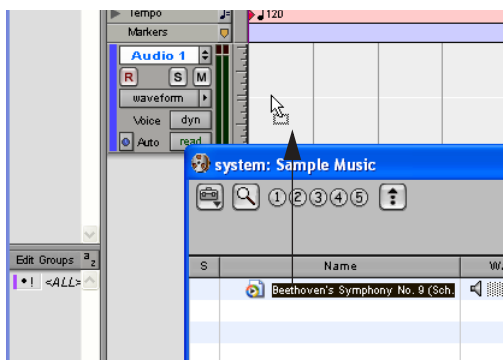 Tempo
♩120
Markers
Audio 1
R S M
waveform
Voice dyn
Auto read
system: Sample Music
1 2 3 4 5
Edit Groups a z
S Name
! <ALL>
Beethoven's Symphony No. 9 (Sch.